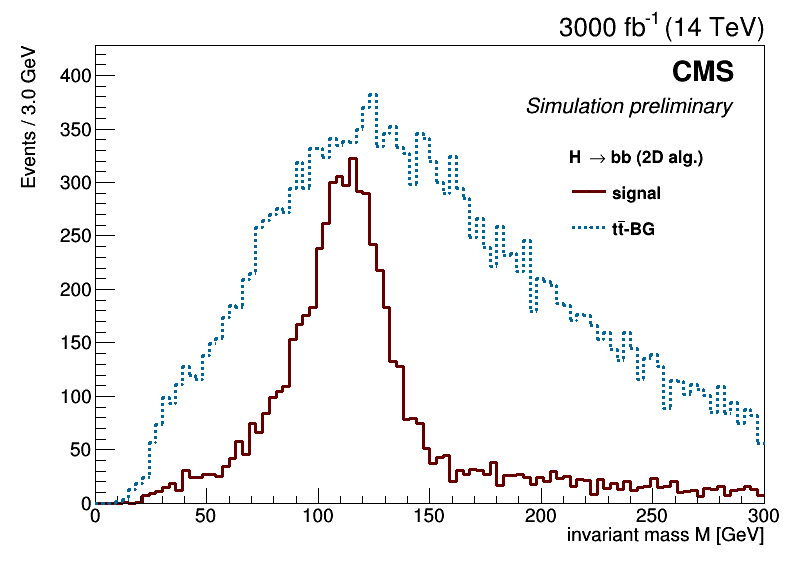 3000 fb-1 (14 TeV)
CMS
Simulation preliminary
H → bb (2D alg.)
signal
tt̄-BG
Events / 3.0 GeV
400
350
300
250
200
150
100
50
0
0 50 100 150 200 250 300
invariant mass M [GeV]